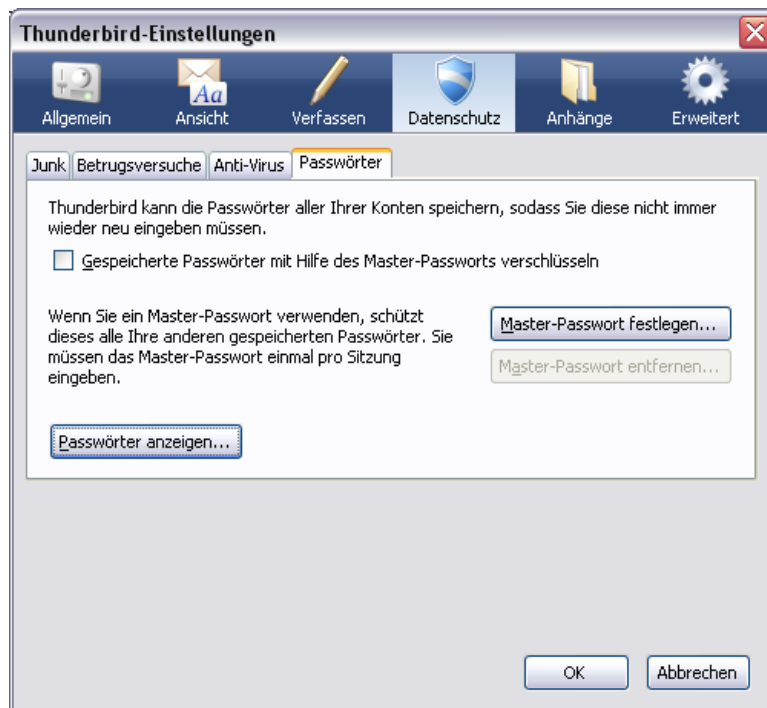 Thunderbird-Einstellungen
Aa
Allgemein Ansicht Verfassen Datenschutz Anhänge Erweitert
Junk Betrugsversuche Anti-Virus Passwörter
Thunderbird kann die Passwörter aller Ihrer Konten speichern, sodass Sie diese nicht immer
wieder neu eingeben müssen.
Gespeicherte Passwörter mit Hilfe des Master-Passworts verschlüsseln
Wenn Sie ein Master-Passwort verwenden, schützt
dieses alle Ihre anderen gespeicherten Passwörter. Sie
müssen das Master-Passwort einmal pro Sitzung
eingeben.
Master-Passwort festlegen...
Master-Passwort entfernen...
Passwörter anzeigen...
OK Abbrechen